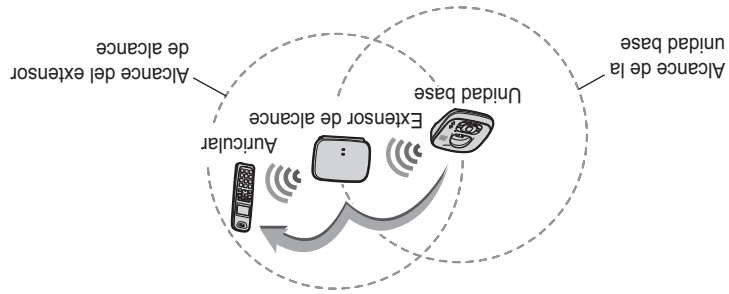 Alcance de la
unidad base
Unidad base
Extensor de alcance
Auricular
Alcance del extensor
de alcance